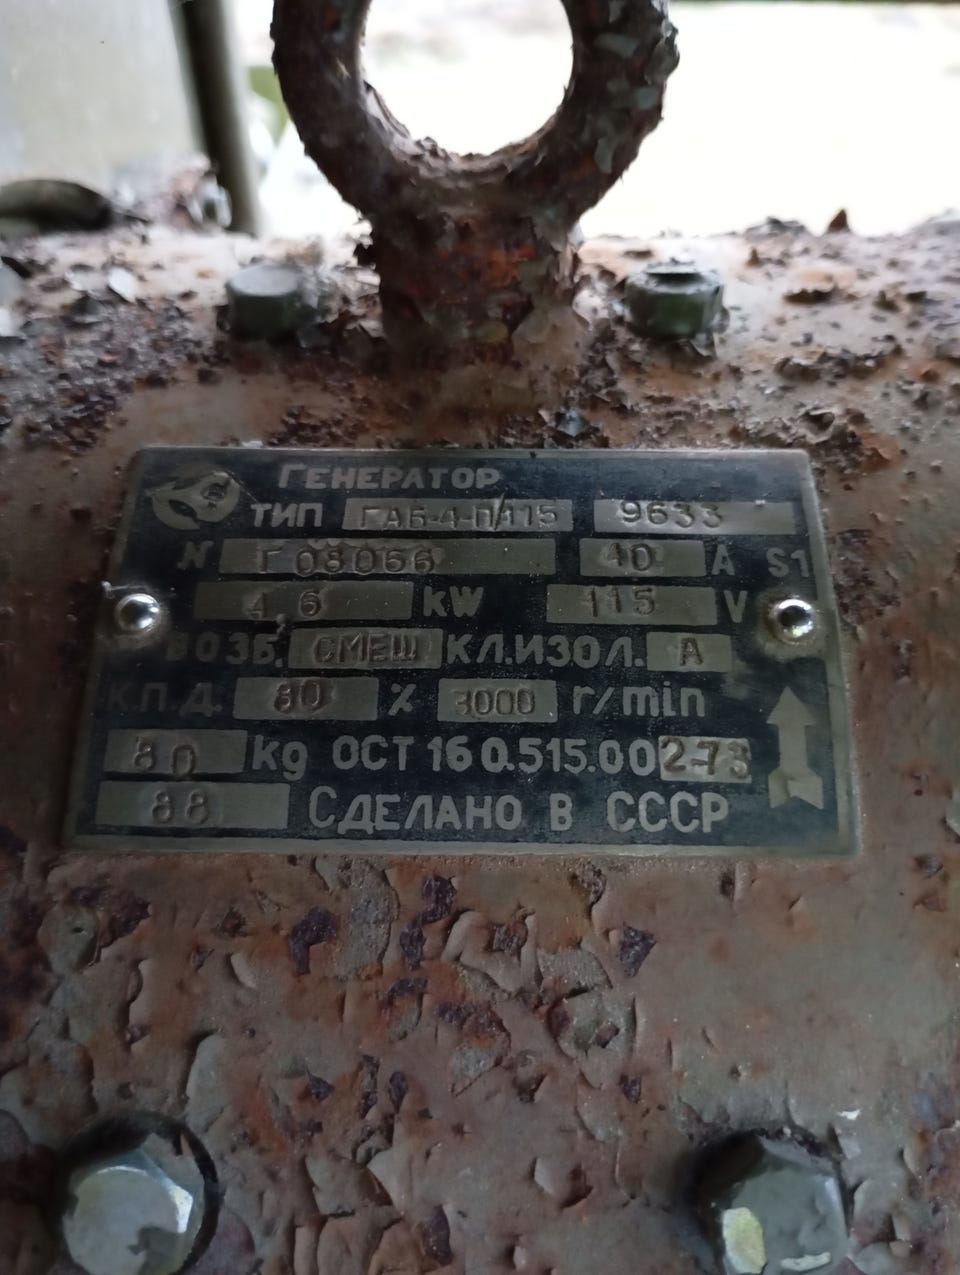 ГЕНЕРАТОР
ТИП ГАБ-4-П/115 9633
N Г 08066 40 А S1
4,6 kW 115 V
ВОЗБ. СМЕШ КЛ.ИЗОЛ. А
К.П.Д. 80 % 3000 r/min
80 kg ОСТ 16 0.515.002-73
88 СДЕЛАНО В СССР